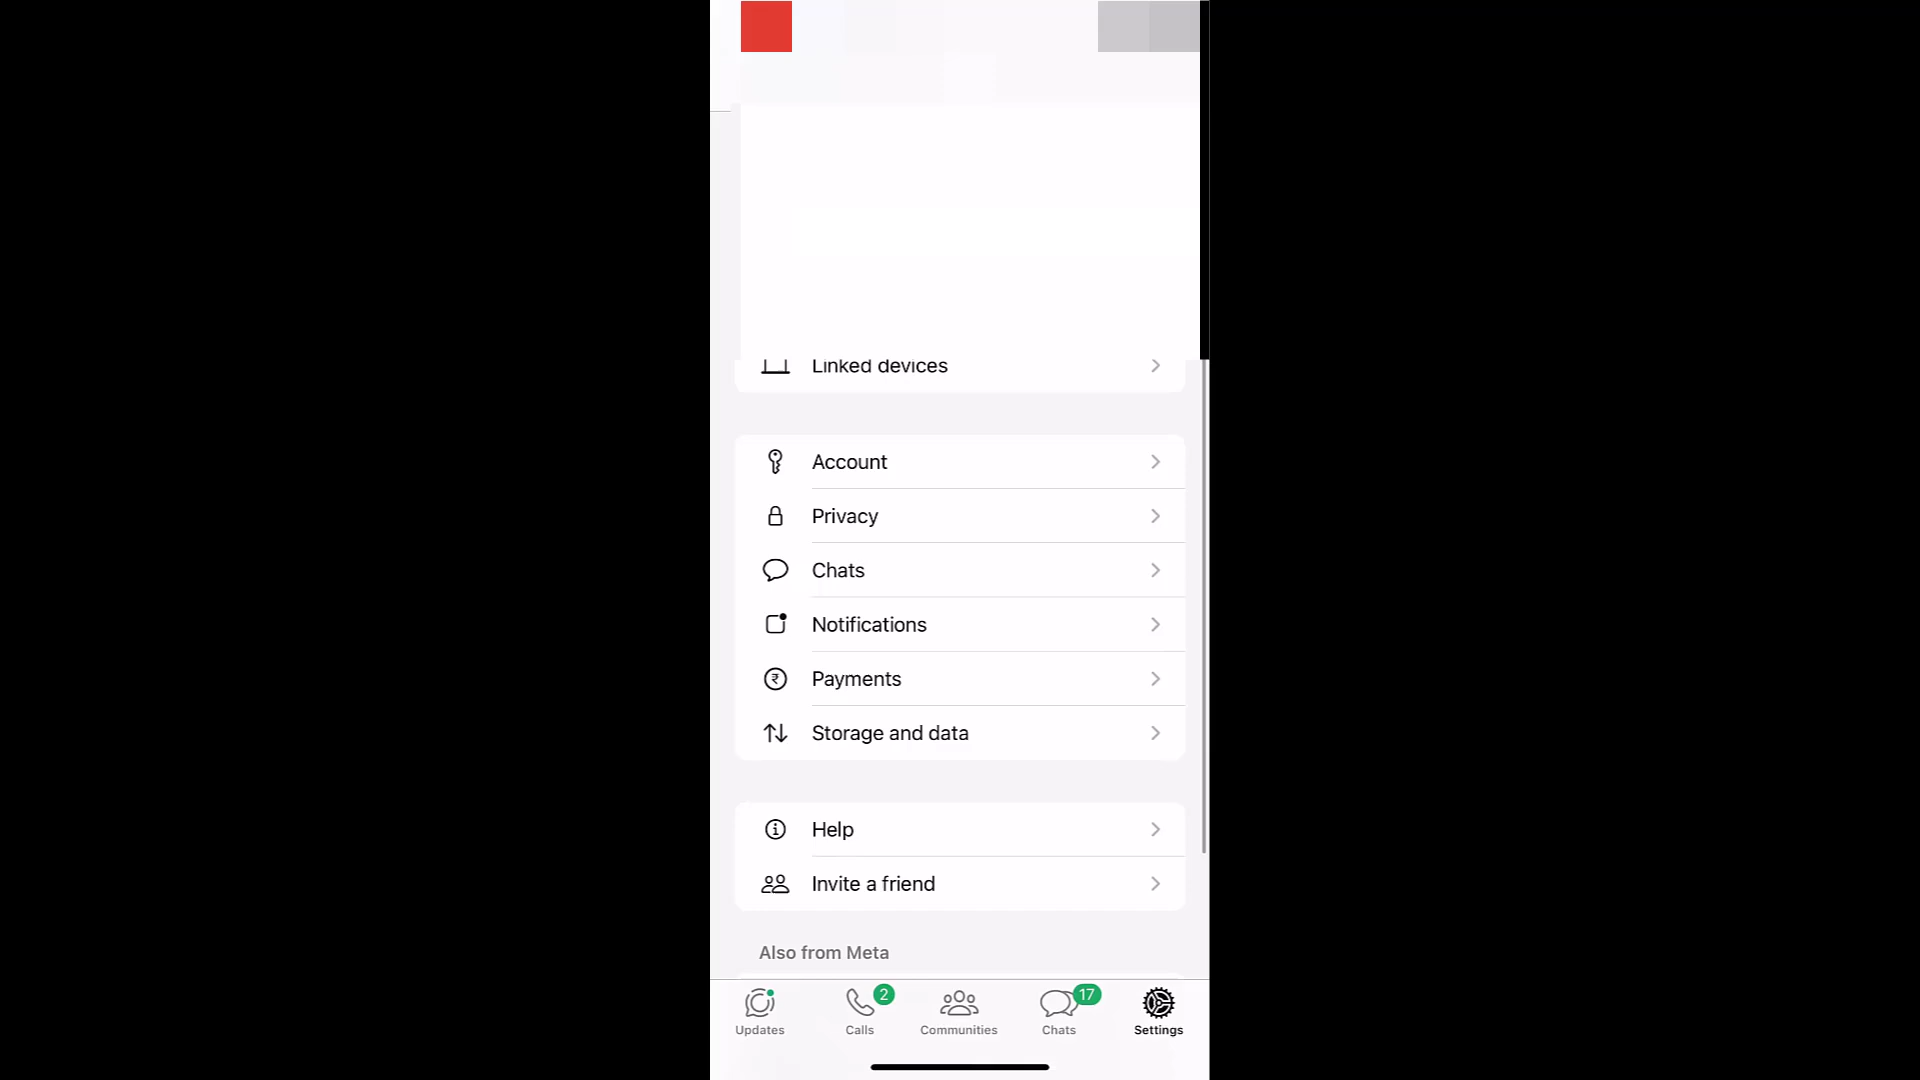 Linked devices
Account
Privacy
Chats
Notifications
₹
Payments
Storage and data
Help
Invite a friend
Also from Meta
2
17
Updates
Calls
Communities
Chats
Settings